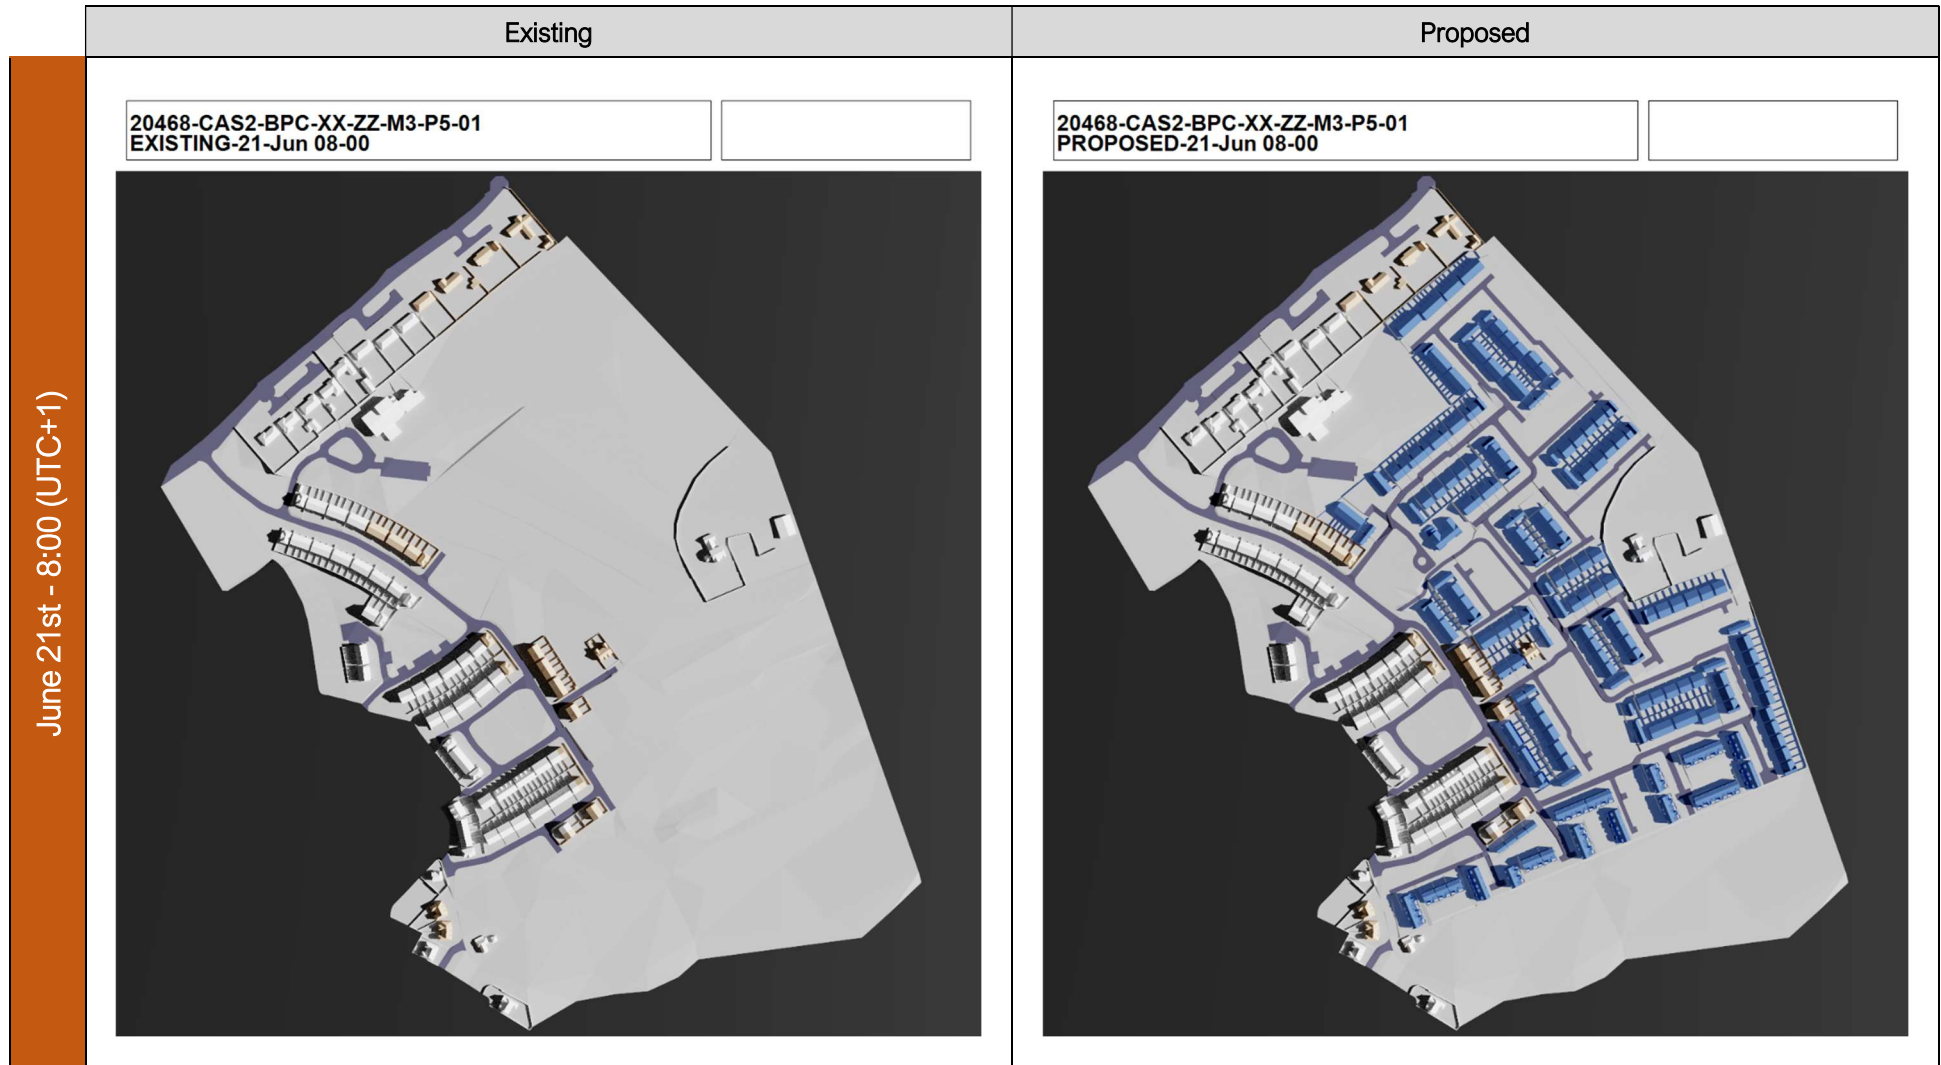 Existing
Proposed
June 21st - 8:00 (UTC+1)
20468-CAS2-BPC-XX-ZZ-M3-P5-01
EXISTING-21-Jun 08-00
20468-CAS2-BPC-XX-ZZ-M3-P5-01
PROPOSED-21-Jun 08-00